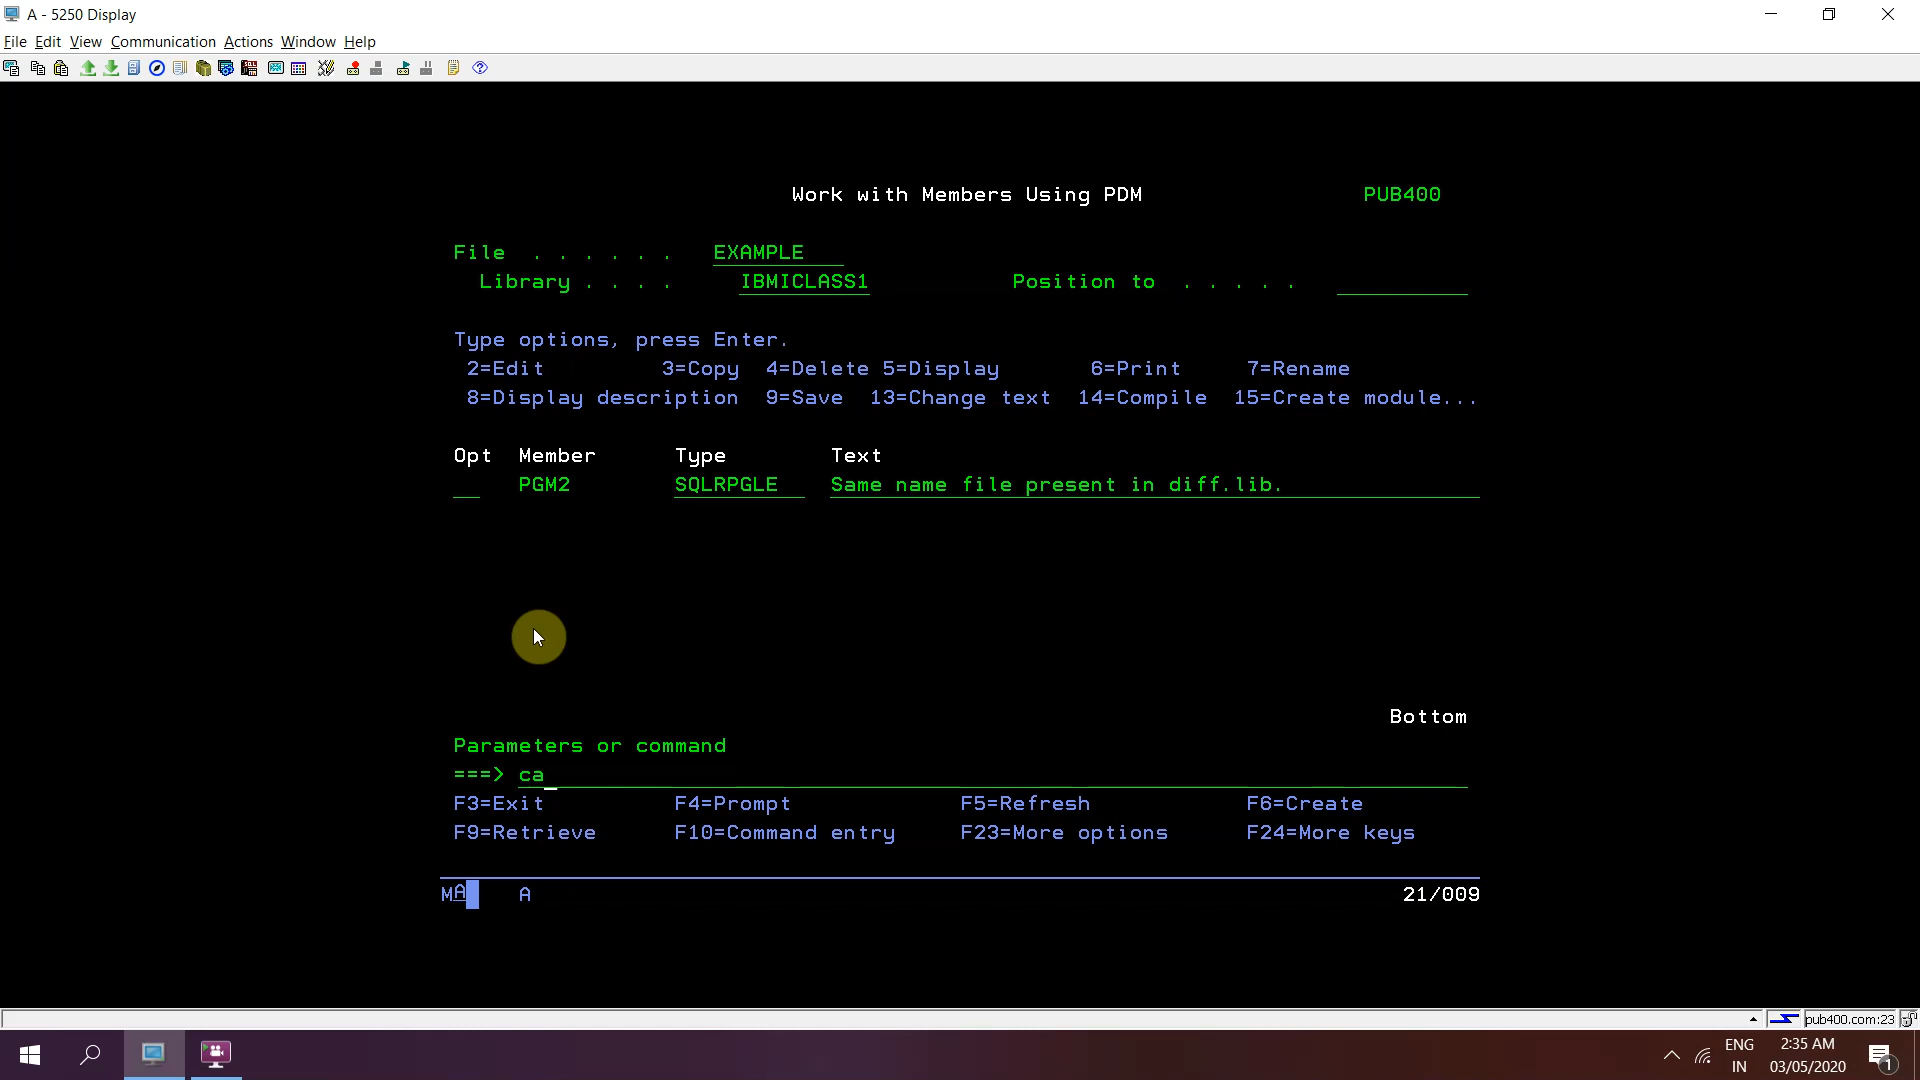 A - 5250 Display
File Edit View Communication Actions Window Help
Work with Members Using PDM PUB400
File . . . . . . EXAMPLE
Library . . . . IBMICLASS1 Position to . . . . .
Type options, press Enter.
2=Edit 3=Copy 4=Delete 5=Display 6=Print 7=Rename
8=Display description 9=Save 13=Change text 14=Compile 15=Create module...
Opt Member Type Text
PGM2 SQLRPGLE Same name file present in diff.lib.
Bottom
Parameters or command
===> ca
F3=Exit F4=Prompt F5=Refresh F6=Create
F9=Retrieve F10=Command entry F23=More options F24=More keys
MA A 21/009
pub400.com:23
ENG 2:35 AM
IN 03/05/2020 1